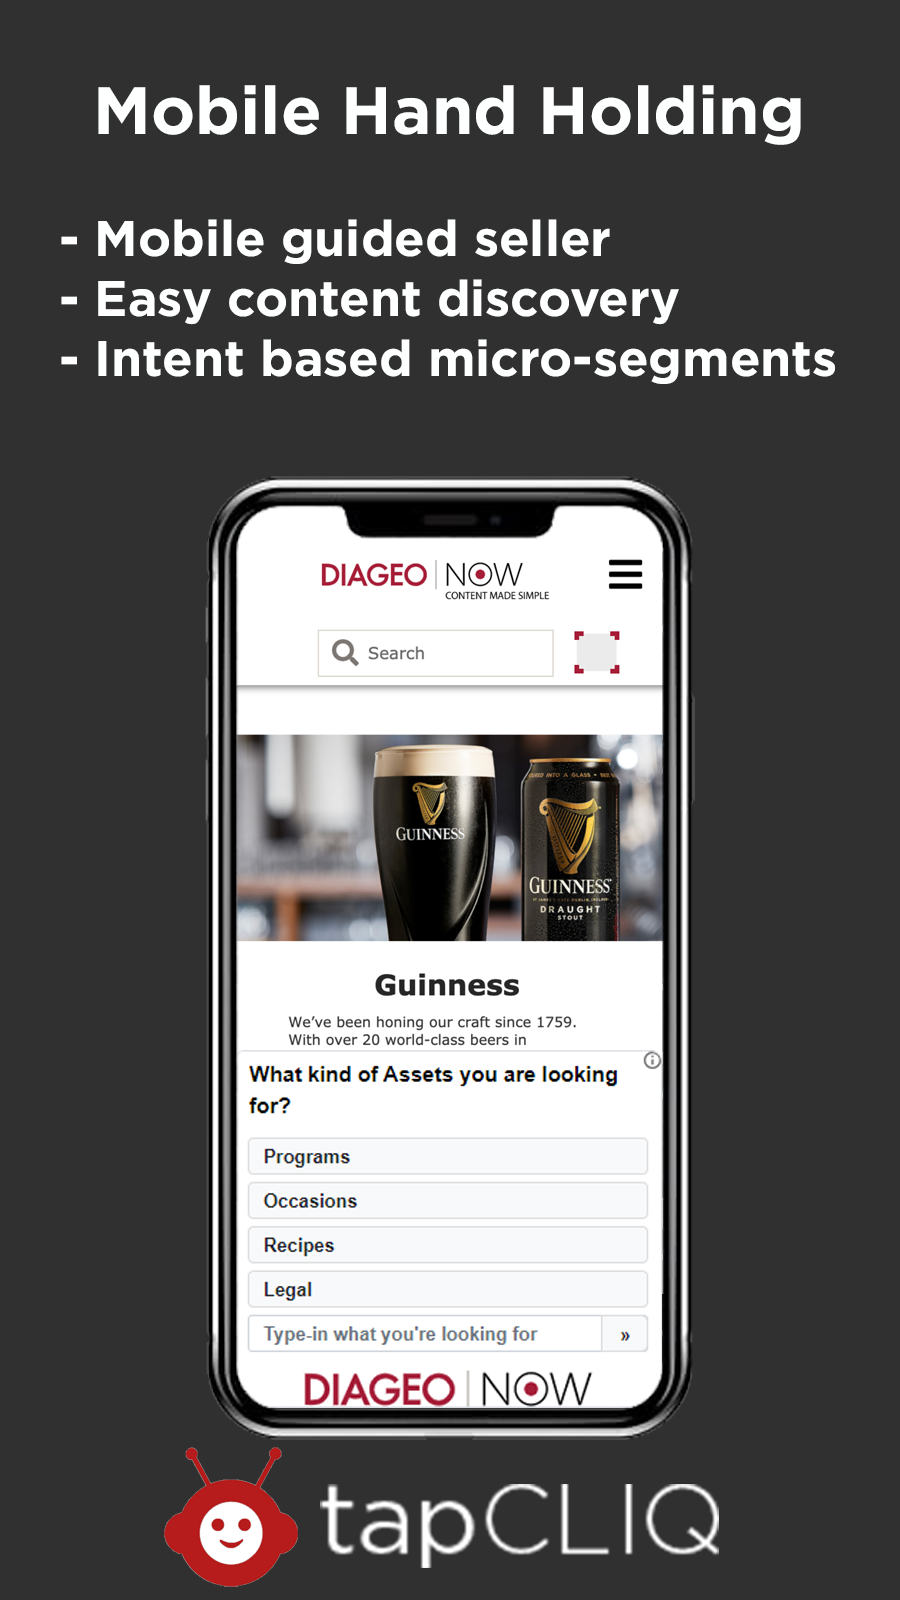 Mobile Hand Holding
- Mobile guided seller
- Easy content discovery
- Intent based micro-segments
DIAGEO | NOW
CONTENT MADE SIMPLE
Search
GUINNESS
GUINNESS
DRAUGHT
STOUT
Guinness
We’ve been honing our craft since 1759.
With over 20 world-class beers in
What kind of Assets you are looking
for?
Programs
Occasions
Recipes
Legal
Type-in what you're looking for »
DIAGEO | NOW
tapCLIQ